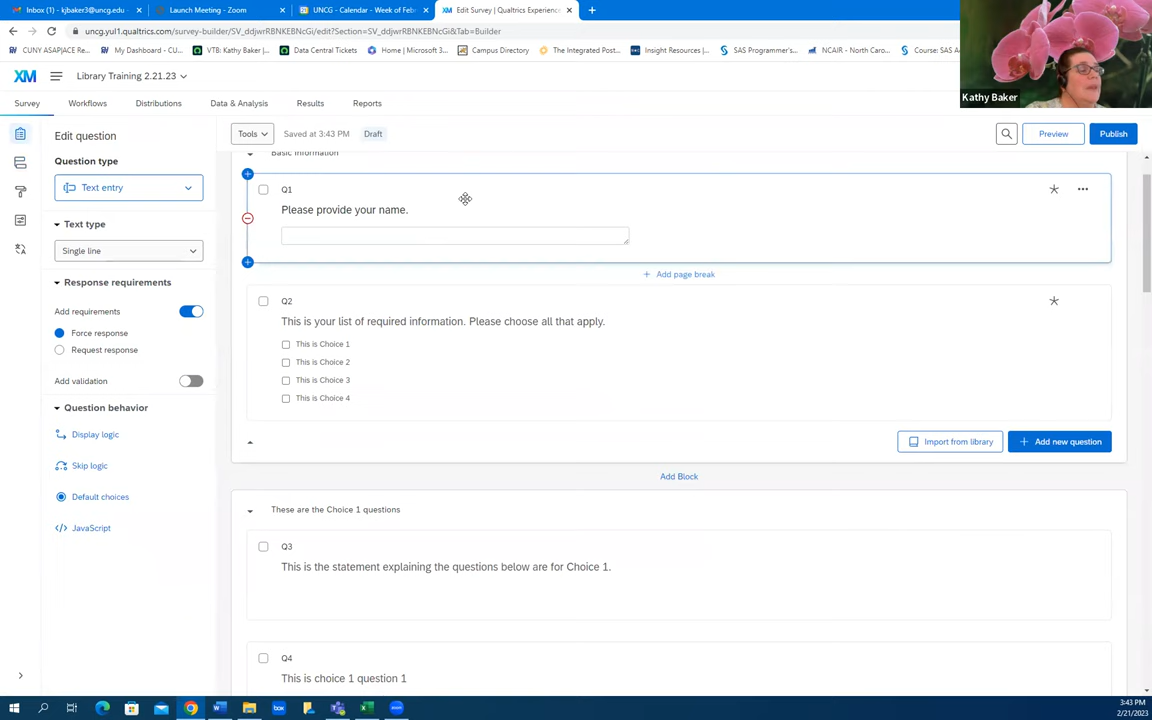 Inbox (1) - kjbaker3@uncg.edu -
Launch Meeting - Zoom
UNCG - Calendar - Week of Feb
Edit Survey | Qualtrics Experience
uncg.yul1.qualtrics.com/survey-builder/SV_ddjwrRBNKEBNcGi/edit?Section=SV_ddjwrRBNKEBNcGi&Tab=Builder
CUNY ASAP|ACE Re...
My Dashboard - CU...
VTB: Kathy Baker |...
Data Central Tickets
Home | Microsoft 3...
Campus Directory
The Integrated Post...
Insight Resources |...
SAS Programmer's...
NCAIR - North Caro...
Course: SAS
XM
Library Training 2.21.23
Kathy Baker
Survey
Workflows
Distributions
Data & Analysis
Results
Reports
Edit question
Tools
Saved at 3:43 PM
Draft
Preview
Publish
Basic Information
Question type
Text entry
Q1
Please provide your name.
Text type
Single line
Add page break
Response requirements
Add requirements
Force response
Request response
Q2
This is your list of required information. Please choose all that apply.
This is Choice 1
This is Choice 2
This is Choice 3
This is Choice 4
Add validation
Question behavior
Display logic
Skip logic
Default choices
JavaScript
Import from library
Add new question
Add Block
These are the Choice 1 questions
Q3
This is the statement explaining the questions below are for Choice 1.
Q4
This is choice 1 question 1
3:43 PM
2/21/2023